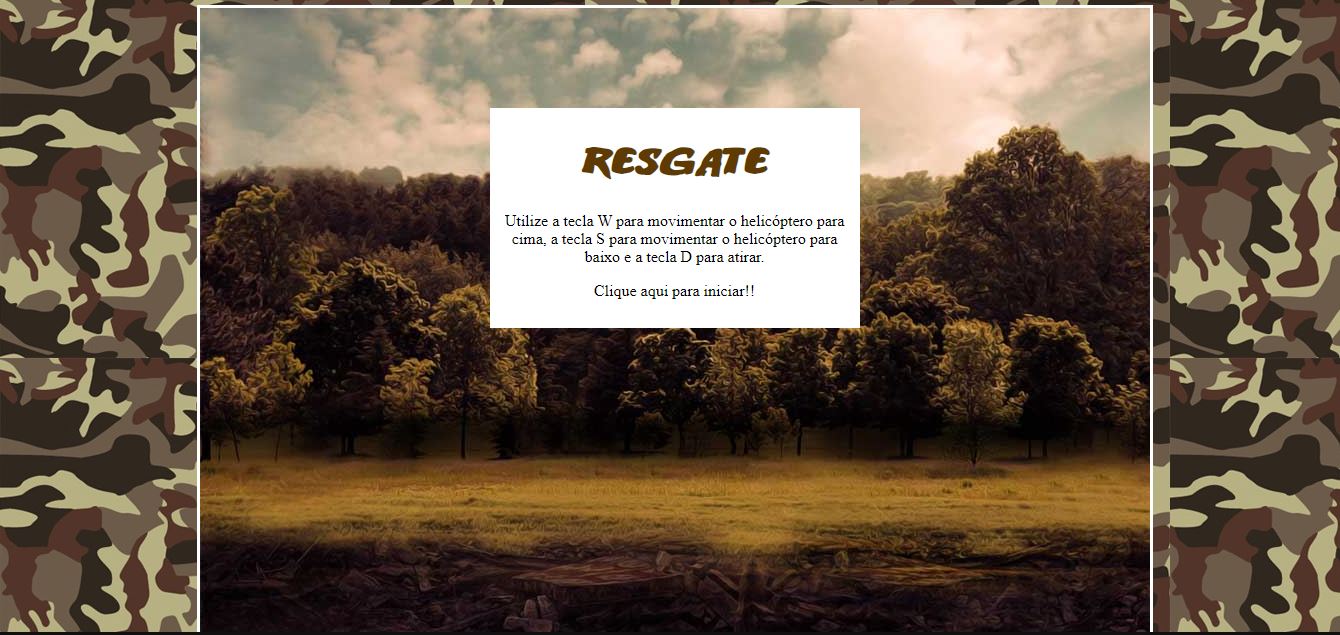 RESGATE
Utilize a tecla W para movimentar o helicóptero para
cima, a tecla S para movimentar o helicóptero para
baixo e a tecla D para atirar.
Clique aqui para iniciar!!